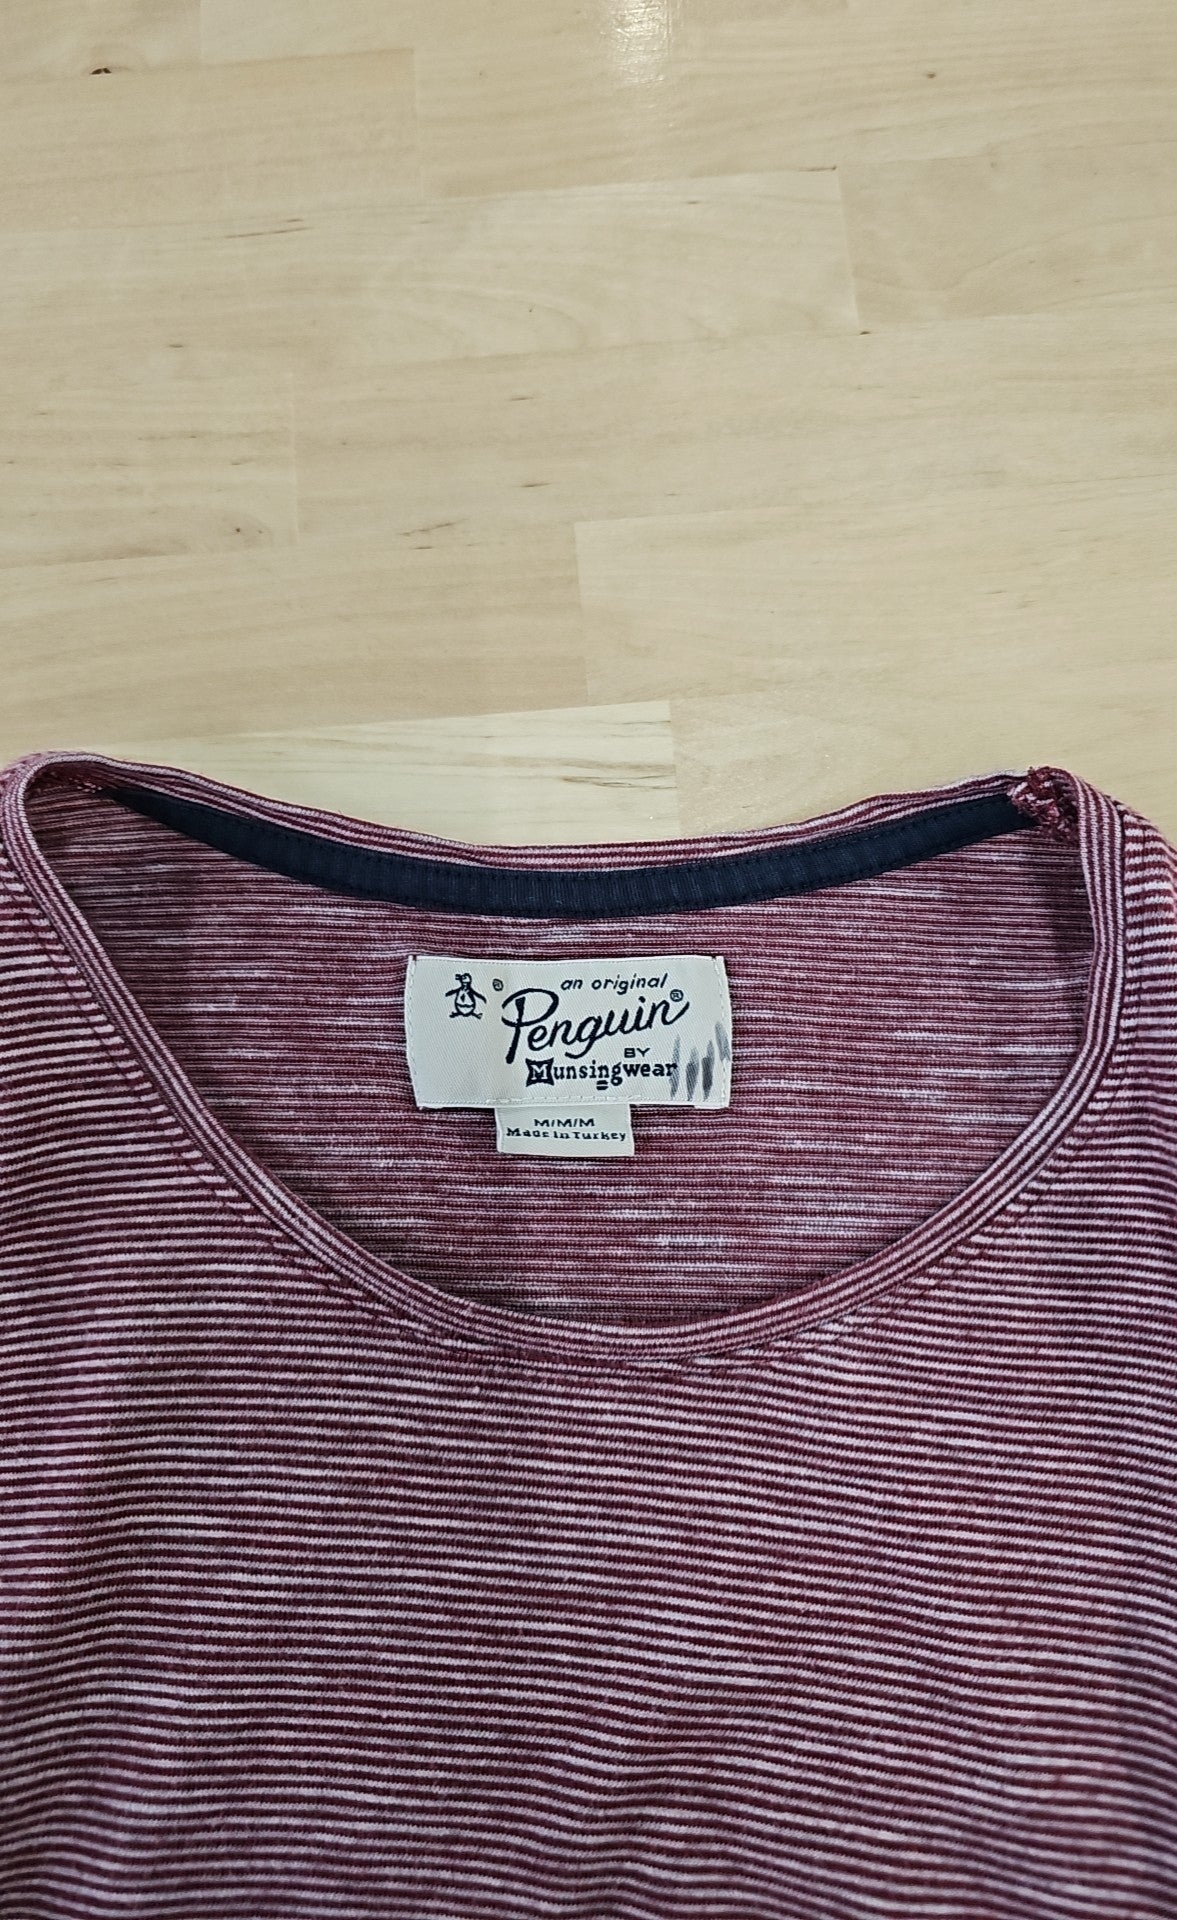 ®
an original
Penguin®
BY
Munsingwear
M/M/M
Made in Turkey